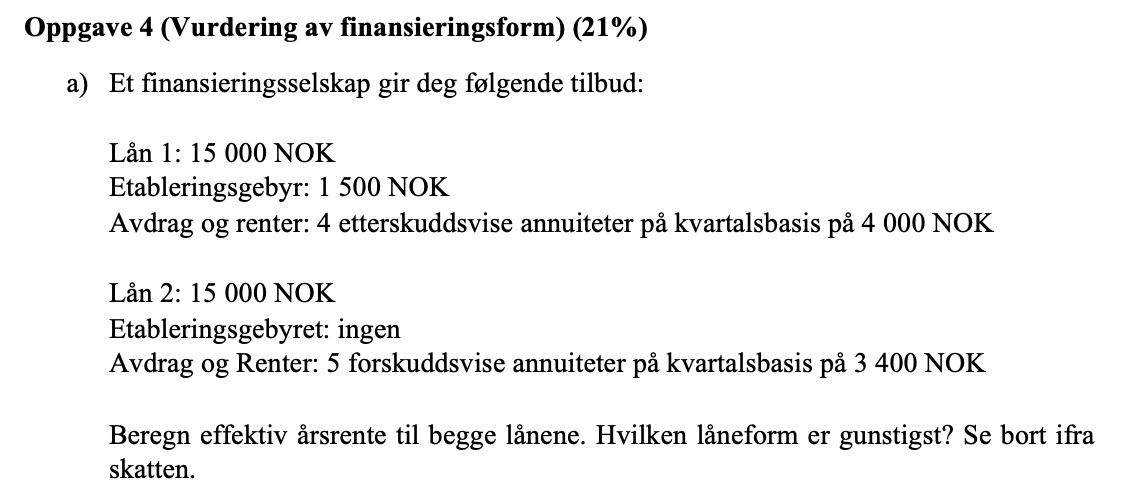 Oppgave 4 (Vurdering av finansieringsform) (21%)
a) Et finansieringsselskap gir deg følgende tilbud:
Lån 1: 15 000 NOK
Etableringsgebyr: 1 500 NOK
Avdrag og renter: 4 etterskuddsvise annuiteter på kvartalsbasis på 4 000 NOK
Lån 2: 15 000 NOK
Etableringsgebyret: ingen
Avdrag og Renter: 5 forskuddsvise annuiteter på kvartalsbasis på 3 400 NOK
Beregn effektiv årsrente til begge lånene. Hvilken låneform er gunstigst? Se bort ifra
skatten.